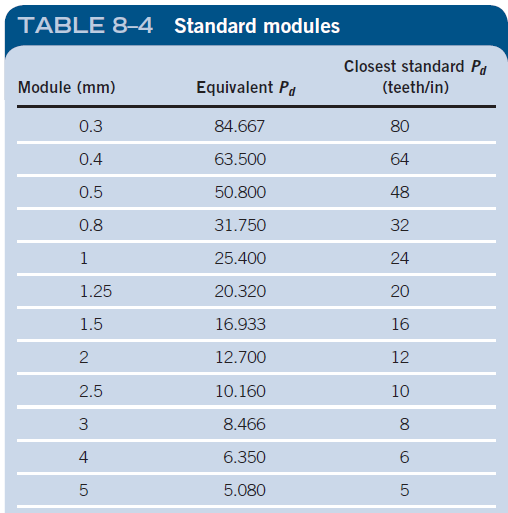 TABLE 8–4 Standard modules
Module (mm) Equivalent Pd Closest standard Pd (teeth/in)
0.3 84.667 80
0.4 63.500 64
0.5 50.800 48
0.8 31.750 32
1 25.400 24
1.25 20.320 20
1.5 16.933 16
2 12.700 12
2.5 10.160 10
3 8.466 8
4 6.350 6
5 5.080 5